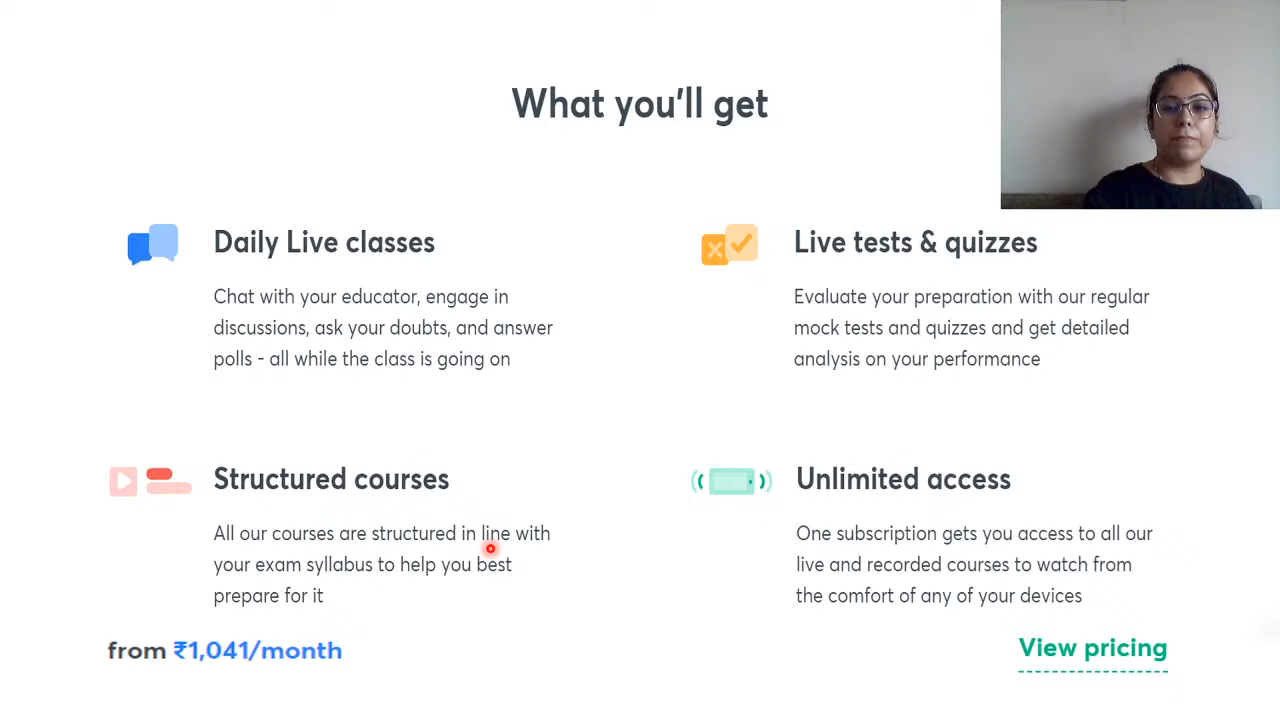 What you'll get
Daily Live classes
Chat with your educator, engage in
discussions, ask your doubts, and answer
polls - all while the class is going on
Live tests & quizzes
Evaluate your preparation with our regular
mock tests and quizzes and get detailed
analysis on your performance
Structured courses
All our courses are structured in line with
your exam syllabus to help you best
prepare for it
Unlimited access
One subscription gets you access to all our
live and recorded courses to watch from
the comfort of any of your devices
from ₹1,041/month
View pricing